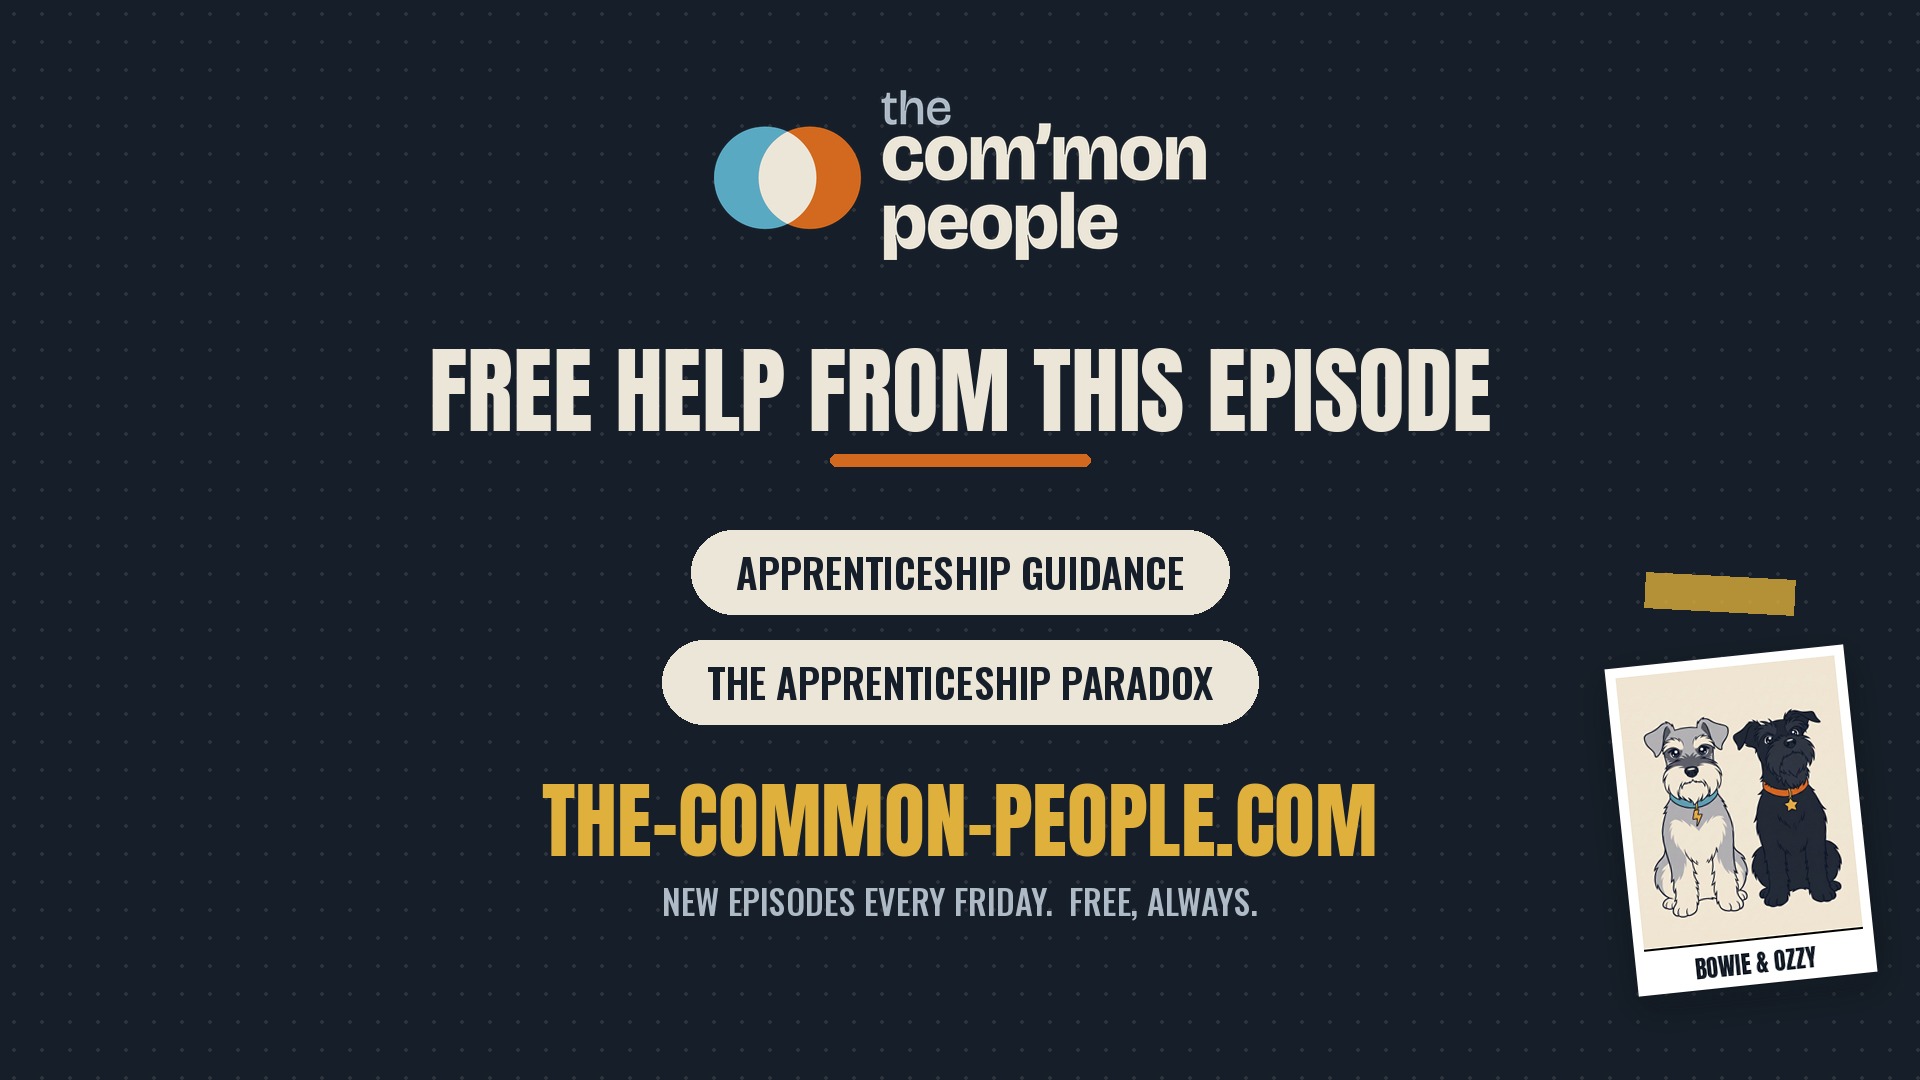 the
com’mon
people
FREE HELP FROM THIS EPISODE
APPRENTICESHIP GUIDANCE
THE APPRENTICESHIP PARADOX
THE-COMMON-PEOPLE.COM
NEW EPISODES EVERY FRIDAY. FREE, ALWAYS.
BOWIE & OZZY